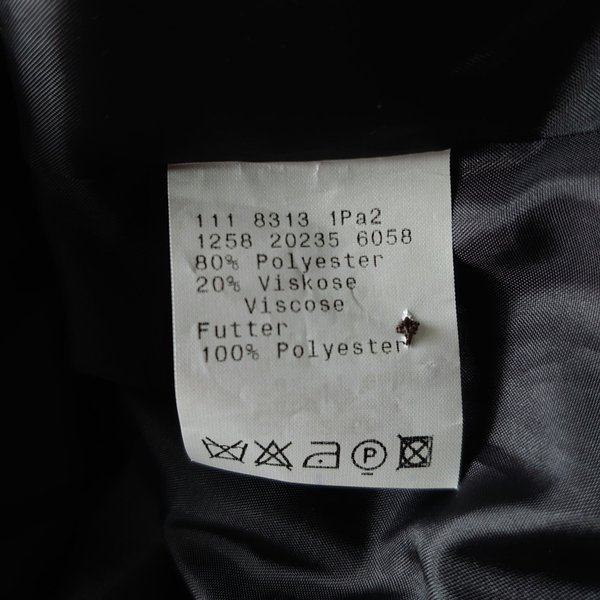 111 8313 1Pa2
1258 20235 6058
80% Polyester
20% Viskose
Viscose
Futter
100% Polyester
P